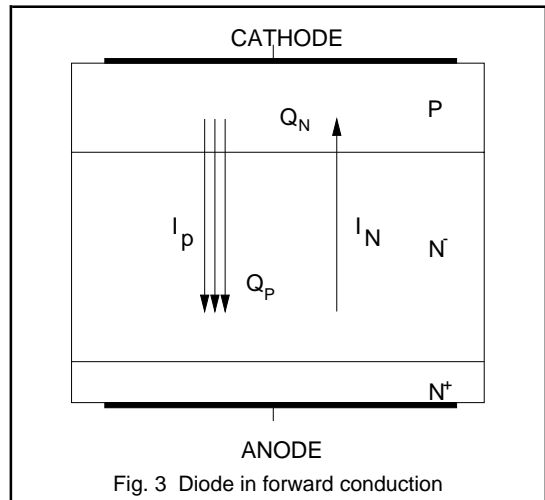 CATHODE
P
Q_N
I_p
I_N
N^-
Q_P
N^+
ANODE
Fig. 3 Diode in forward conduction